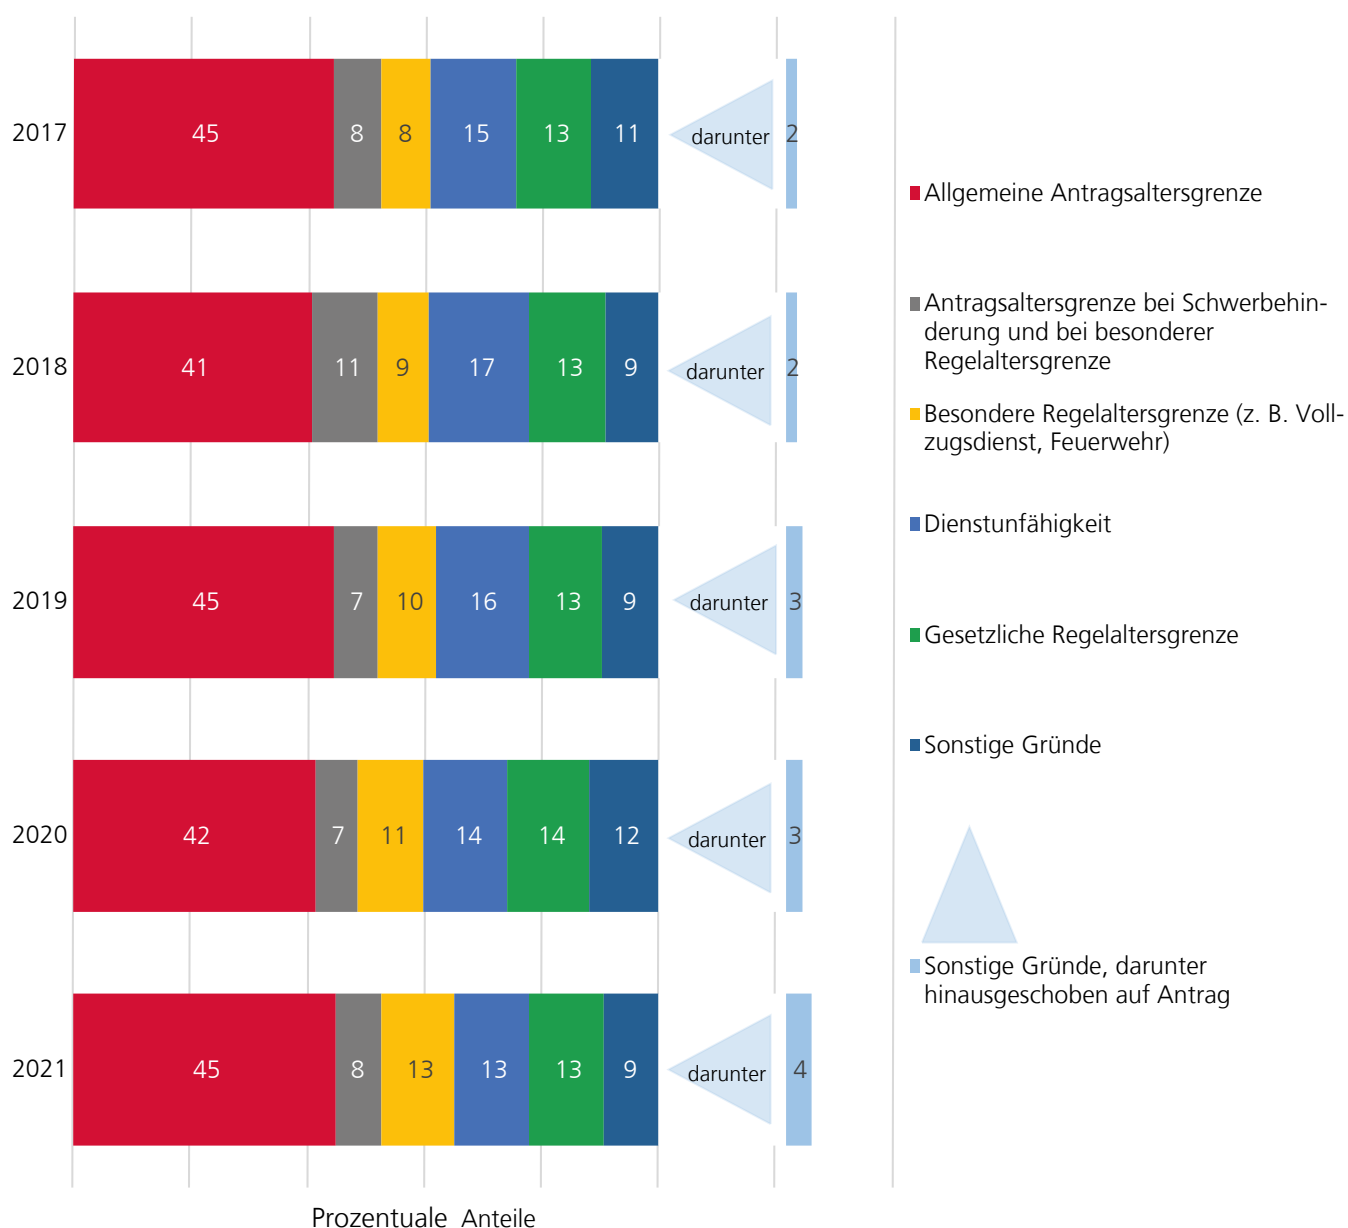 2017 45 8 8 15 13 11 darunter 2
2018 41 11 9 17 13 9 darunter 2
2019 45 7 10 16 13 9 darunter 3
2020 42 7 11 14 14 12 darunter 3
2021 45 8 13 13 13 9 darunter 4
Prozentuale Anteile
Allgemeine Antragsaltersgrenze
Antragsaltersgrenze bei Schwerbehin-
derung und bei besonderer
Regelaltersgrenze
Besondere Regelaltersgrenze (z. B. Voll-
zugsdienst, Feuerwehr)
Dienstunfähigkeit
Gesetzliche Regelaltersgrenze
Sonstige Gründe
Sonstige Gründe, darunter
hinausgeschoben auf Antrag